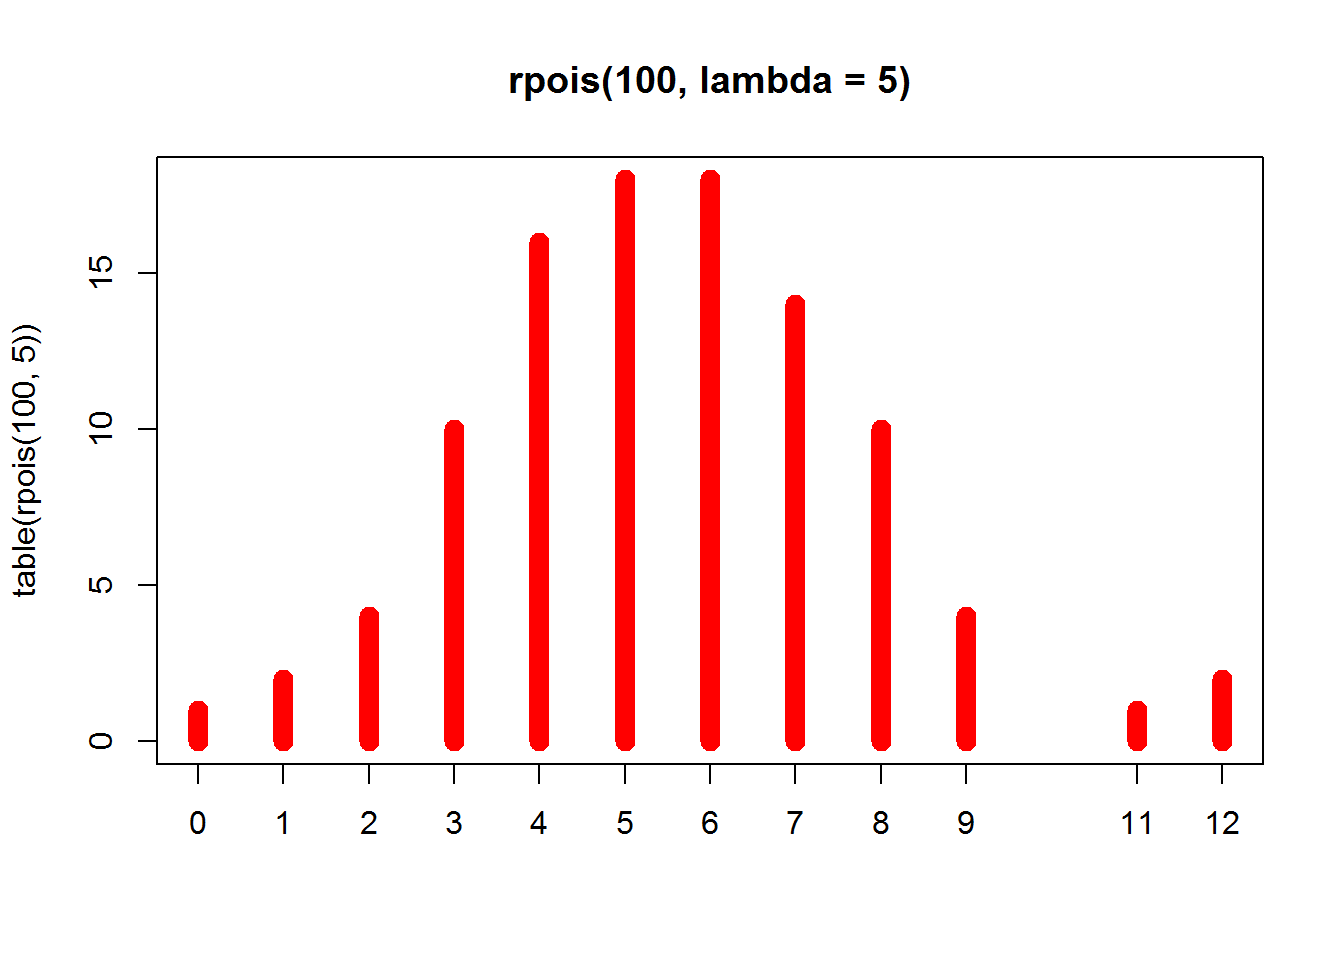 rpois(100, lambda = 5)
table(rpois(100, 5))
15
10
5
0
0 1 2 3 4 5 6 7 8 9 11 12